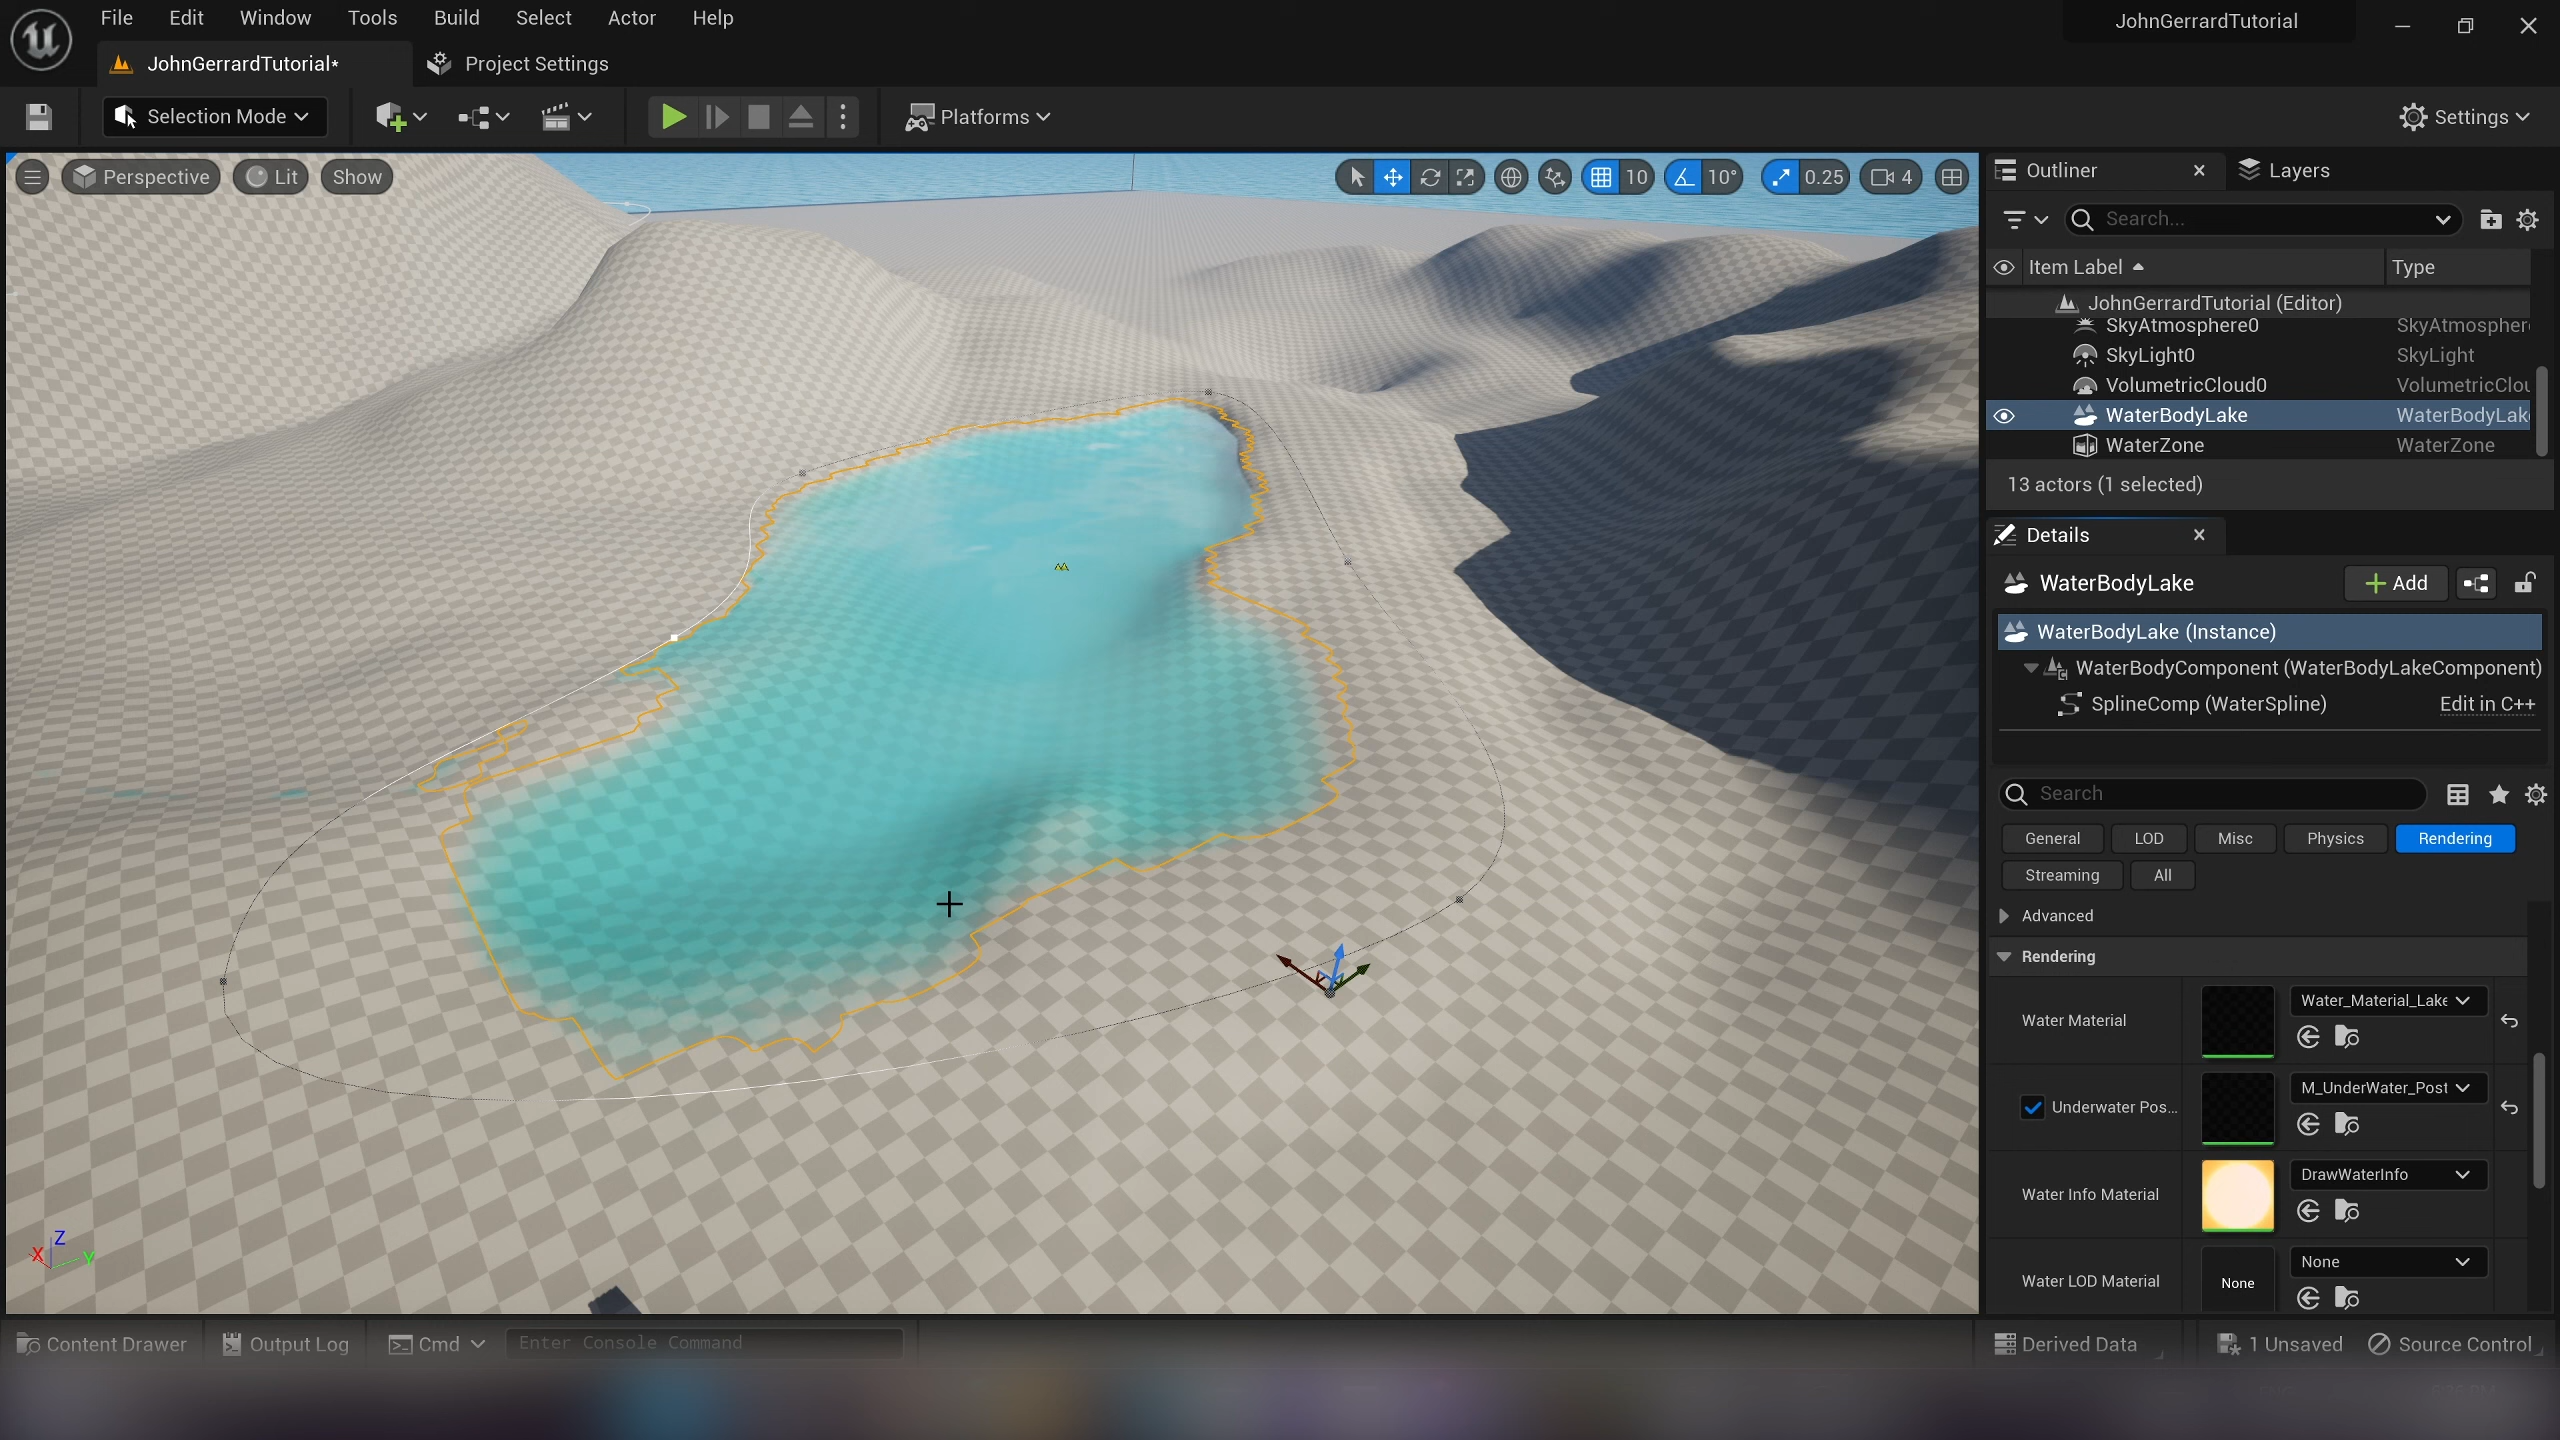 File Edit Window Tools Build Select Actor Help
JohnGerrardTutorial
JohnGerrardTutorial*
Project Settings
Selection Mode
Platforms
Settings
Perspective
Lit
Show
10
10°
0.25
4
Outliner
Layers
Search...
Item Label
Type
JohnGerrardTutorial (Editor)
SkyAtmosphere0
SkyAtmospher
SkyLight0
SkyLight
VolumetricCloud0
VolumetricClou
WaterBodyLake
WaterBodyLak
WaterZone
WaterZone
13 actors (1 selected)
Details
WaterBodyLake
Add
WaterBodyLake (Instance)
WaterBodyComponent (WaterBodyLakeComponent)
SplineComp (WaterSpline)
Edit in C++
Search
General
LOD
Misc
Physics
Rendering
Streaming
All
Advanced
Rendering
Water Material
Water_Material_Lake
Underwater Pos...
M_UnderWater_Post
Water Info Material
DrawWaterInfo
Water LOD Material
None
None
X
Z
Y
Content Drawer
Output Log
Cmd
Enter Console Command
Derived Data
1 Unsaved
Source Control